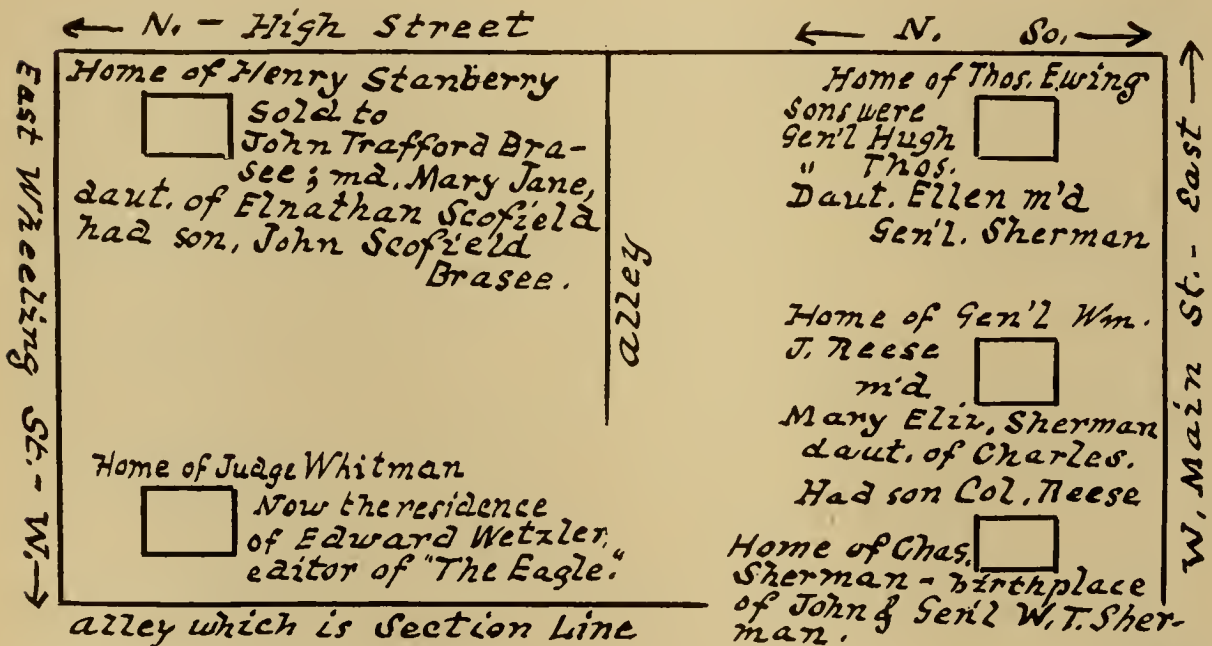 ← N. - High Street
← N. So. →
East Wheeling St. - W.
Home of Henry Stanberry
Sold to
John Trafford Bra-
see; md. Mary Jane,
daut. of Elnathan Scofield
had son, John Scofield
Brasee.
Home of Judge Whitman
Now the residence
of Edward Wetzler,
editor of "The Eagle."
alley which is Section Line
alley
Home of Thos. Ewing
sons were
Gen'l Hugh
" Thos.
Daut. Ellen m'd
Gen'l. Sherman
Home of Gen'l Wm.
J. Reese
m'd
Mary Eliz. Sherman
daut. of Charles.
Had son Col. Reese
Home of Chas.
Sherman - birthplace
of John & Gen'l W.T. Sher-
man.
W. Main St. - East